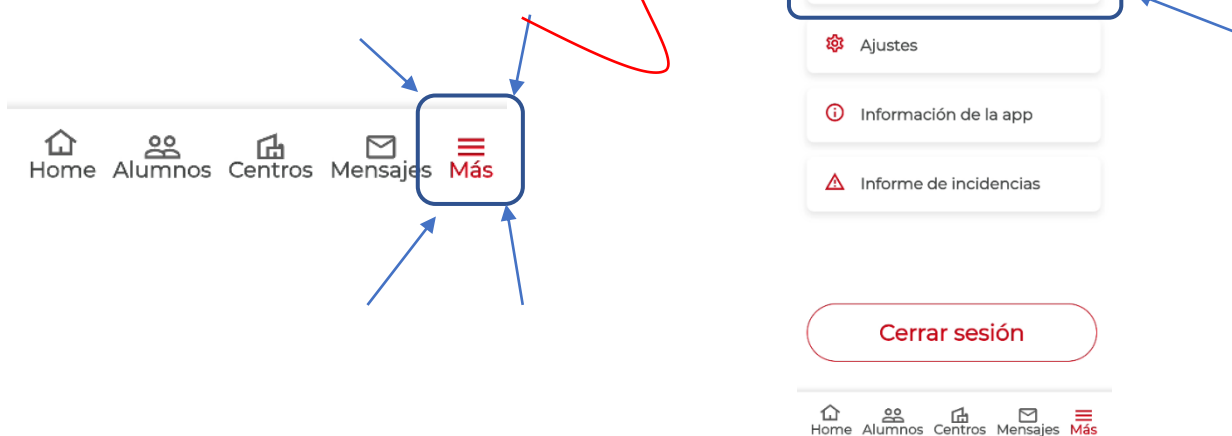 Home Alumnos Centros Mensajes Más
Ajustes
Información de la app
Informe de incidencias
Cerrar sesión
Home Alumnos Centros Mensajes Más